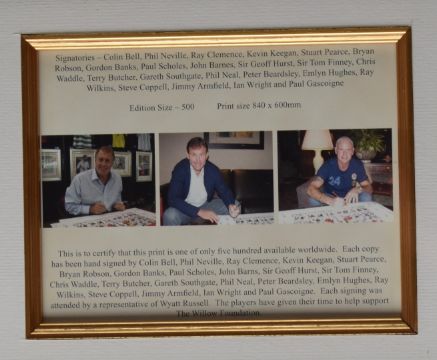 Signatories – Colin Bell, Phil Neville, Ray Clemence, Kevin Keegan, Stuart Pearce, Bryan
Robson, Gordon Banks, Paul Scholes, John Barnes, Sir Geoff Hurst, Sir Tom Finney, Chris
Waddle, Terry Butcher, Gareth Southgate, Phil Neal, Peter Beardsley, Emlyn Hughes, Ray
Wilkins, Steve Coppell, Jimmy Armfield, Ian Wright and Paul Gascoigne
Edition Size – 500 Print size 840 x 600mm
24
This is to certify that this print is one of only five hundred available worldwide. Each copy
has been hand signed by Colin Bell, Phil Neville, Ray Clemence, Kevin Keegan, Stuart Pearce,
Bryan Robson, Gordon Banks, Paul Scholes, John Barns, Sir Geoff Hurst, Sir Tom Finney,
Chris Waddle, Terry Butcher, Gareth Southgate, Phil Neal, Peter Beardsley, Emlyn Hughes, Ray
Wilkins, Steve Coppell, Jimmy Armfield, Ian Wright and Paul Gascoigne. Each signing was
attended by a representative of Wyatt Russell. The players have given their time to help support
The Willow Foundation.